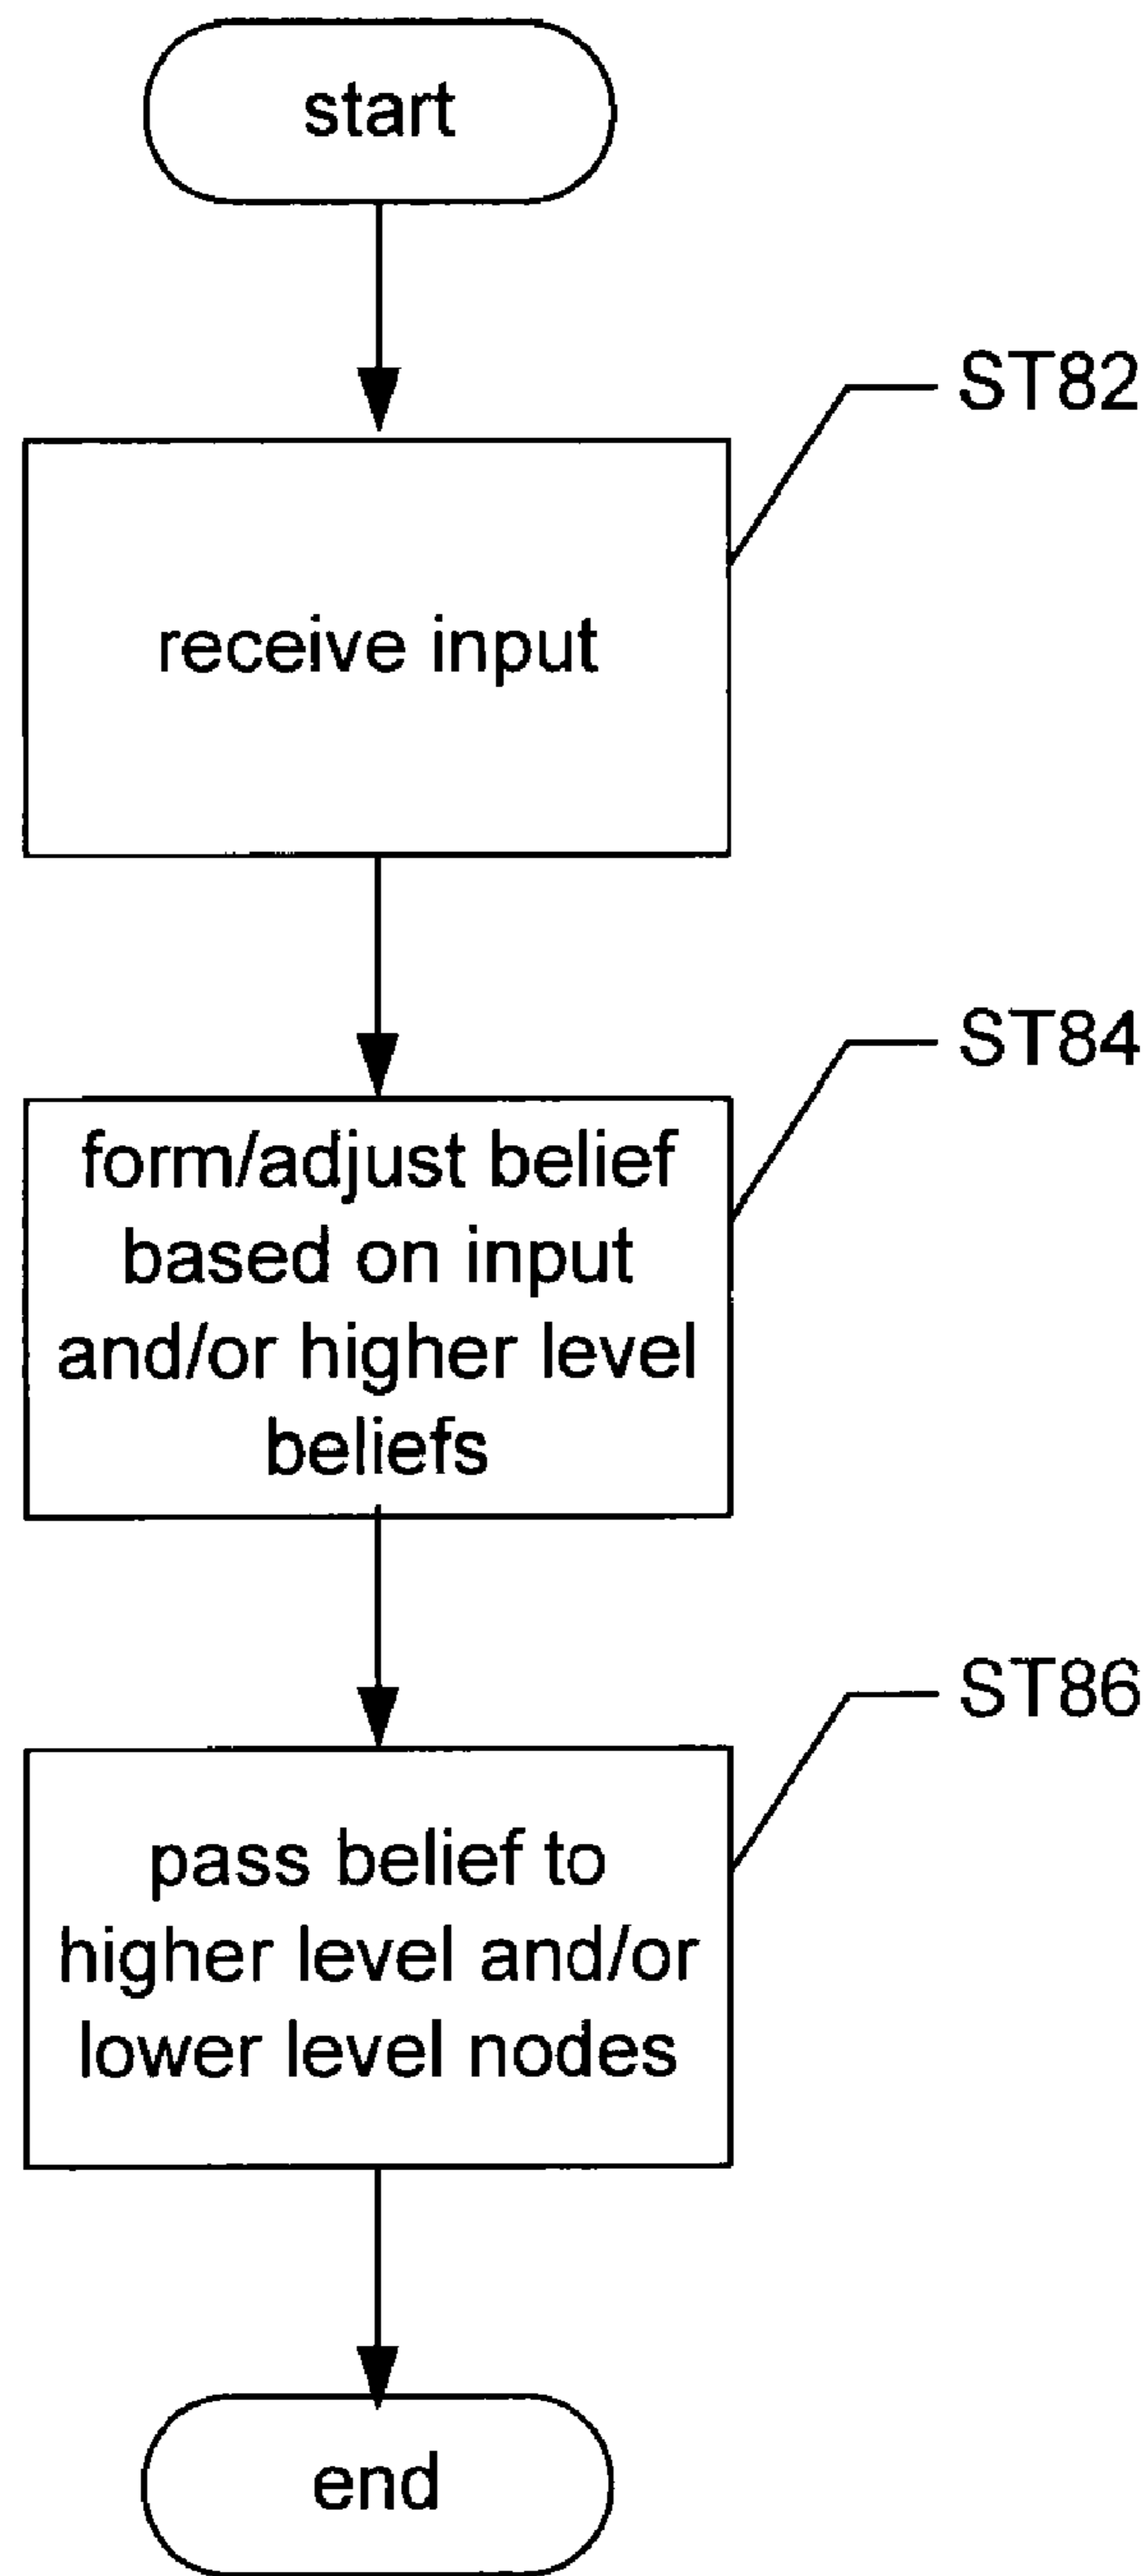 start
ST82
receive input
ST84
form/adjust belief
based on input
and/or higher level
beliefs
ST86
pass belief to
higher level and/or
lower level nodes
end